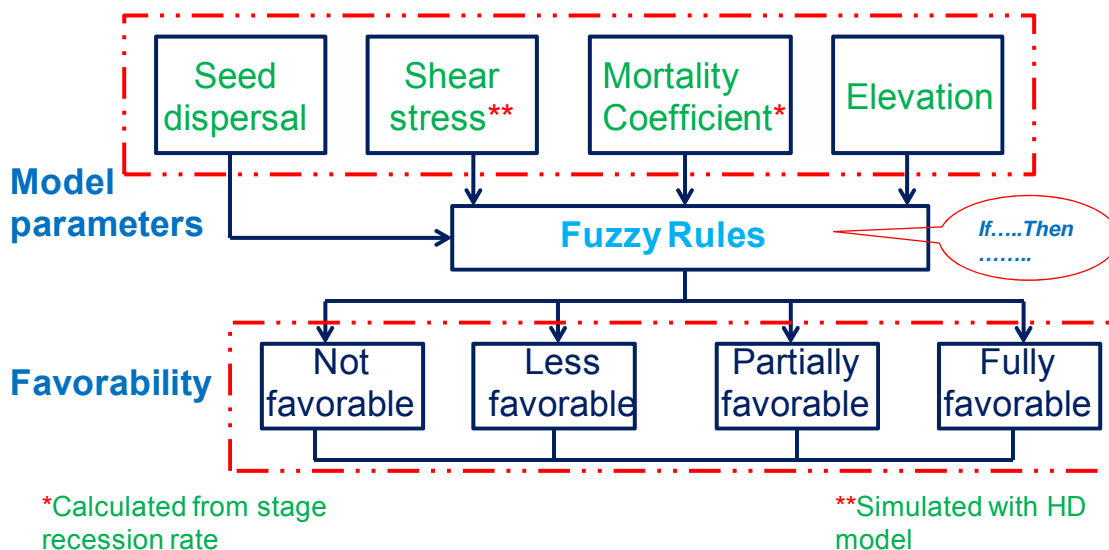 Seed
dispersal
Shear
stress**
Mortality
Coefficient*
Elevation
Model
parameters
Fuzzy Rules
If.....Then
........
Favorability
Not
favorable
Less
favorable
Partially
favorable
Fully
favorable
*Calculated from stage
recession rate
**Simulated with HD
model